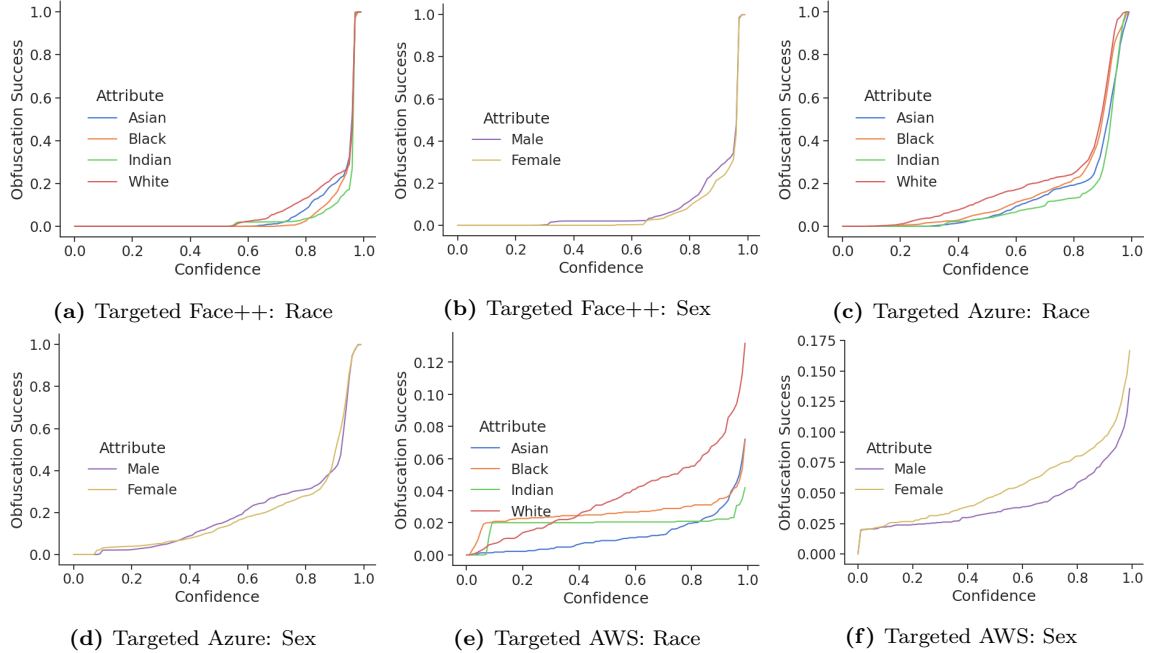 1.0
0.8
0.6
0.4
0.2
0.0
Obfuscation Success
Attribute
Asian
Black
Indian
White
0.0 0.2 0.4 0.6 0.8 1.0
Confidence
(a) Targeted Face++: Race
1.0
0.8
0.6
0.4
0.2
0.0
Obfuscation Success
Attribute
Male
Female
0.0 0.2 0.4 0.6 0.8 1.0
Confidence
(b) Targeted Face++: Sex
1.0
0.8
0.6
0.4
0.2
0.0
Obfuscation Success
Attribute
Asian
Black
Indian
White
0.0 0.2 0.4 0.6 0.8 1.0
Confidence
(c) Targeted Azure: Race
1.0
0.8
0.6
0.4
0.2
0.0
Obfuscation Success
Attribute
Male
Female
0.0 0.2 0.4 0.6 0.8 1.0
Confidence
(d) Targeted Azure: Sex
0.12
0.10
0.08
0.06
0.04
0.02
0.00
Obfuscation Success
Attribute
Asian
Black
Indian
White
0.0 0.2 0.4 0.6 0.8 1.0
Confidence
(e) Targeted AWS: Race
0.175
0.150
0.125
0.100
0.075
0.050
0.025
0.000
Obfuscation Success
Attribute
Male
Female
0.0 0.2 0.4 0.6 0.8 1.0
Confidence
(f) Targeted AWS: Sex